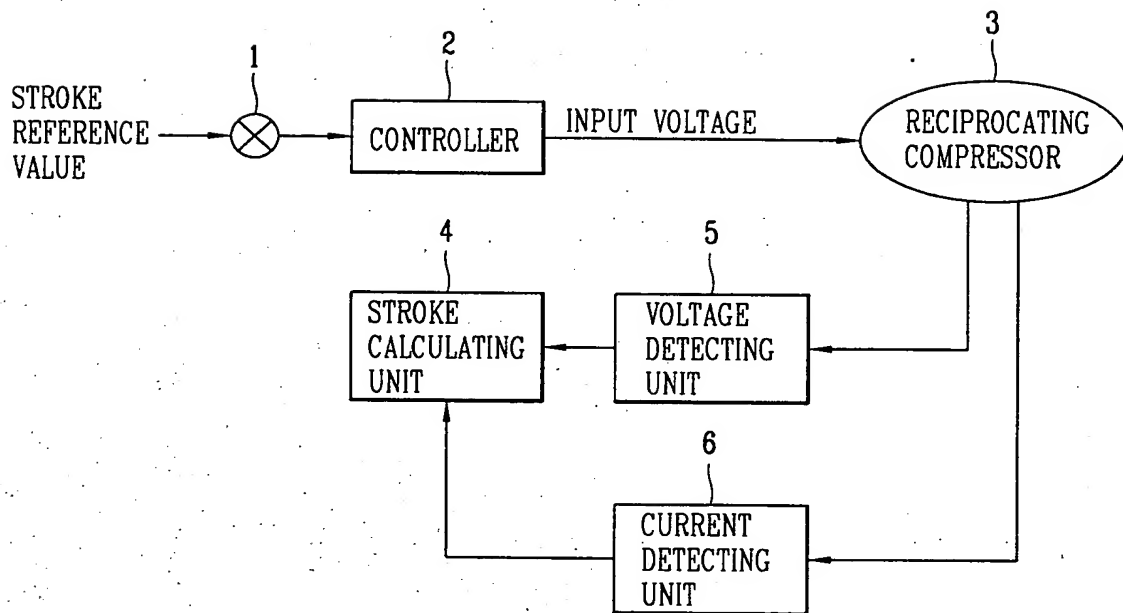 1
2
3
STROKE
REFERENCE
VALUE
CONTROLLER
INPUT VOLTAGE
RECIPROCATING
COMPRESSOR
4
5
STROKE
CALCULATING
UNIT
VOLTAGE
DETECTING
UNIT
6
CURRENT
DETECTING
UNIT